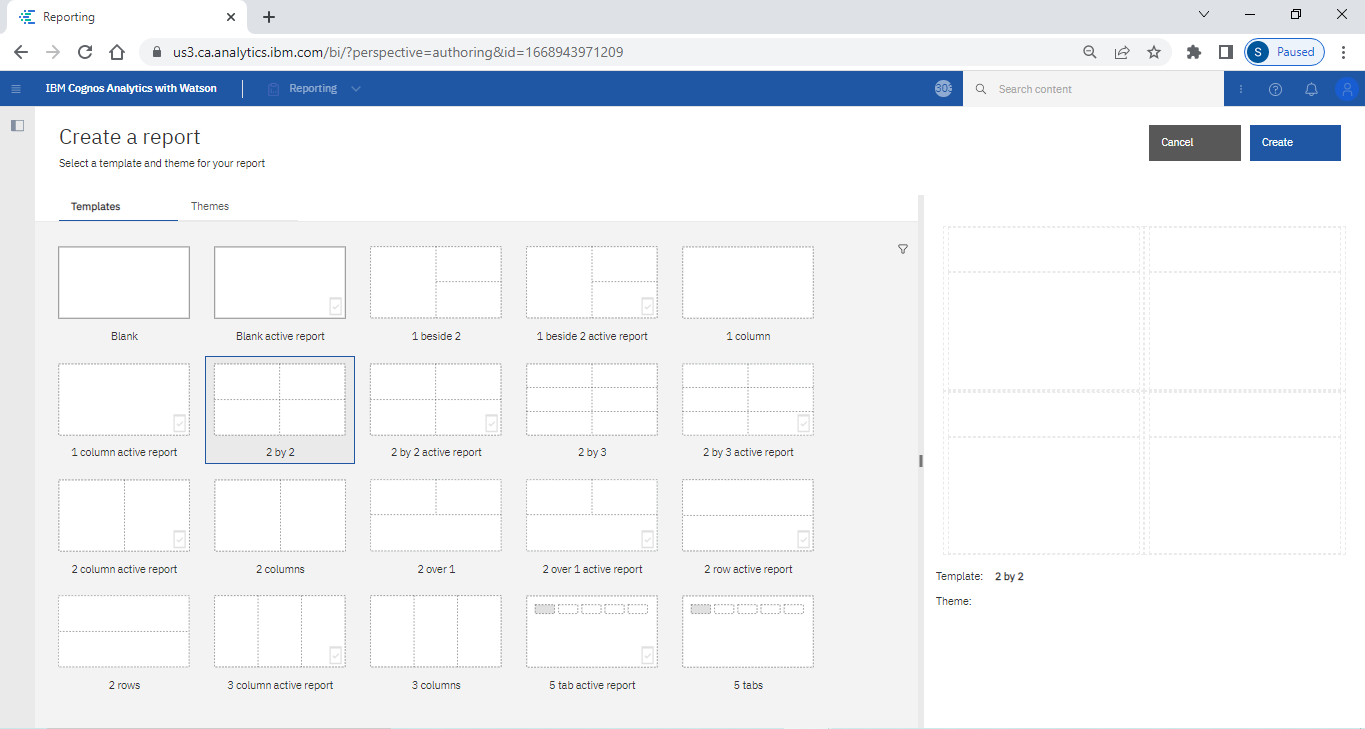 Reporting
us3.ca.analytics.ibm.com/bi/?perspective=authoring&id=1668943971209
S Paused
IBM Cognos Analytics with Watson
Reporting
303
Search content
Create a report
Select a template and theme for your report
Cancel
Create
Templates
Themes
Blank
Blank active report
1 beside 2
1 beside 2 active report
1 column
1 column active report
2 by 2
2 by 2 active report
2 by 3
2 by 3 active report
2 column active report
2 columns
2 over 1
2 over 1 active report
2 row active report
2 rows
3 column active report
3 columns
5 tab active report
5 tabs
Template: 2 by 2
Theme: